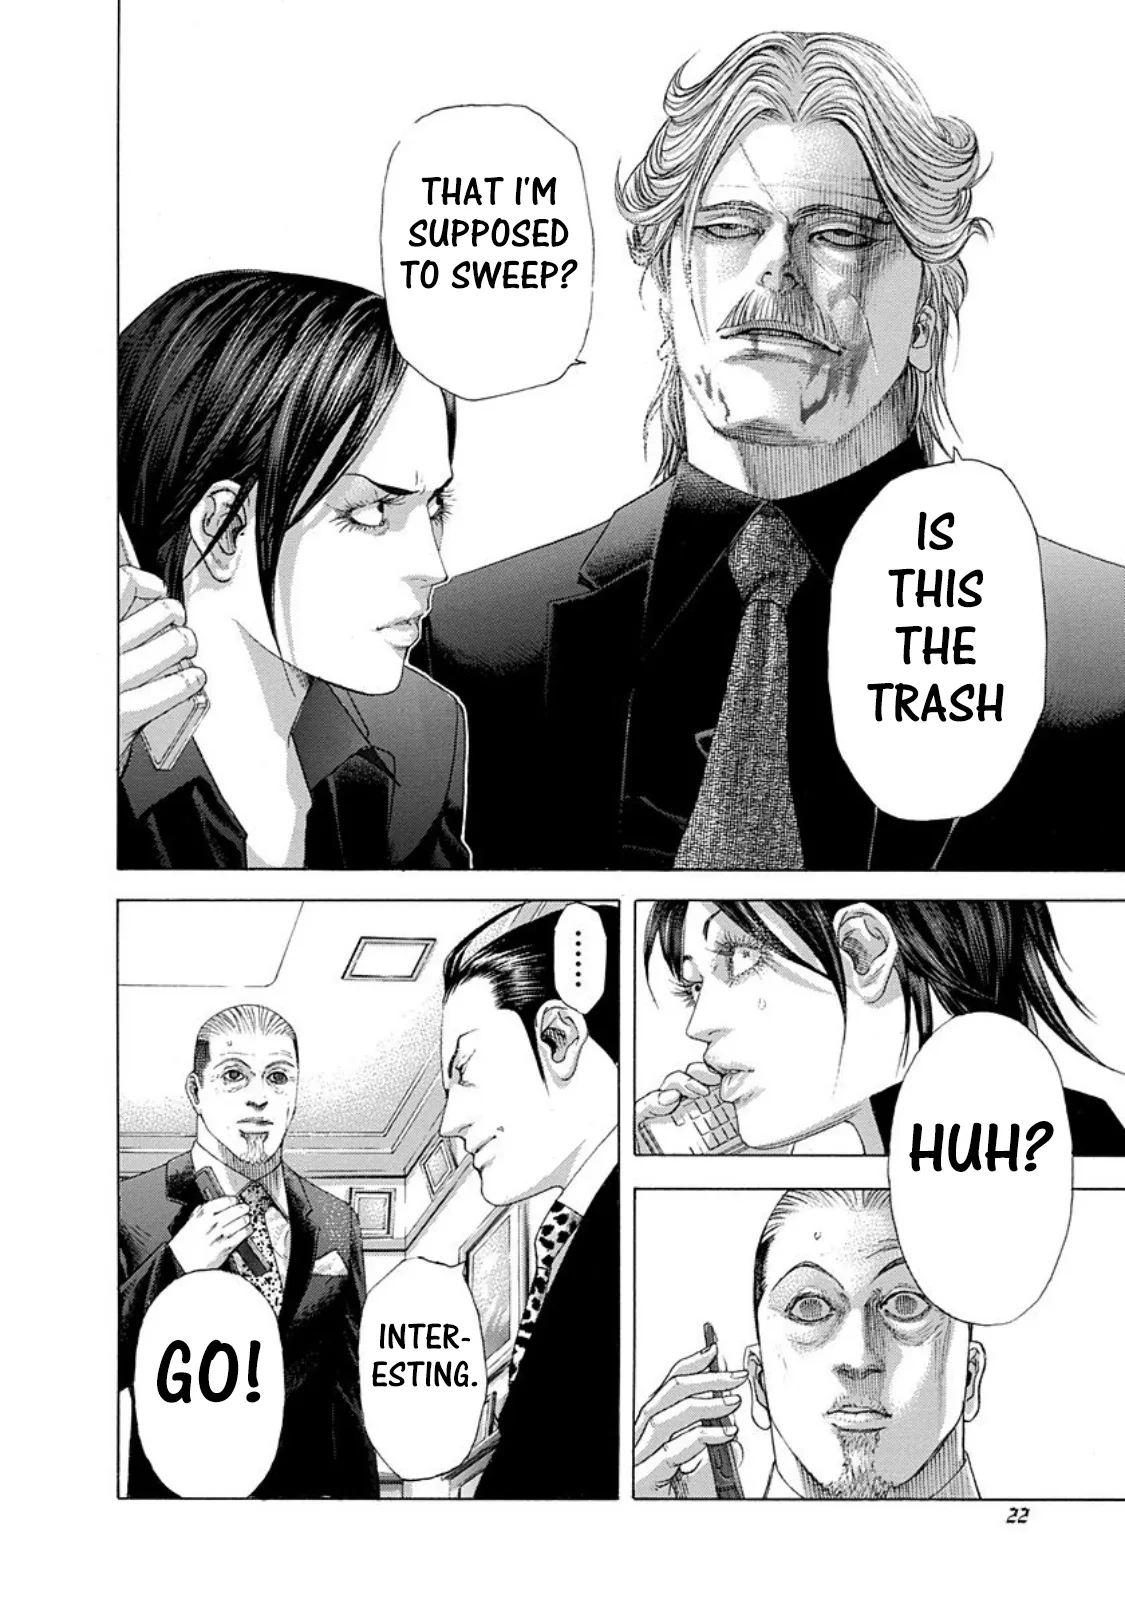 IS
THIS
THE
TRASH
THAT I'M
SUPPOSED
TO SWEEP?
HUH?
......
INTER-
ESTING.
GO!
22